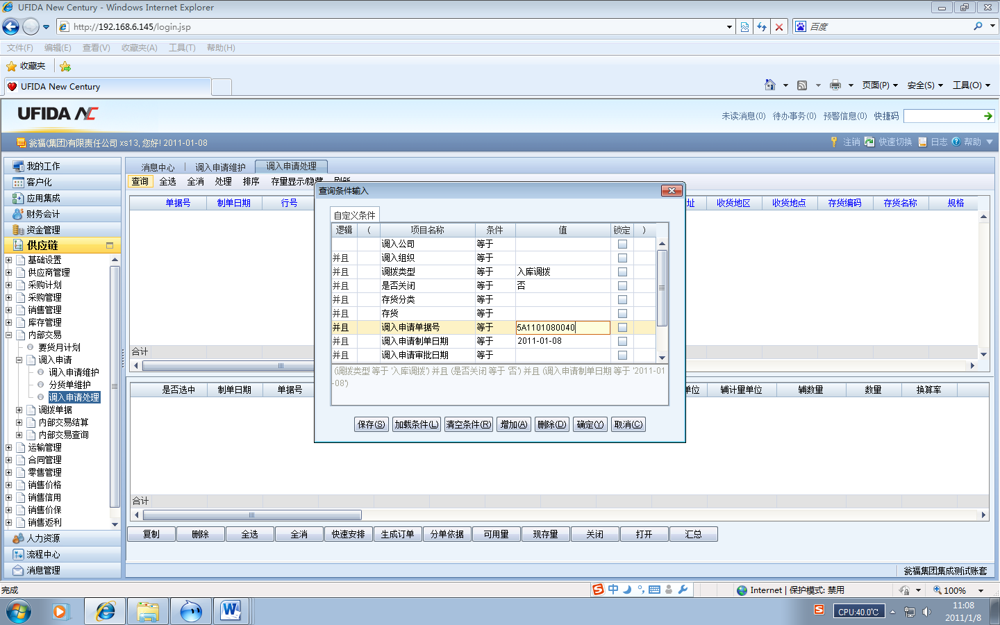 UFIDA New Century - Windows Internet Explorer
http://192.168.6.145/login.jsp
百度
文件(F) 编辑(E) 查看(V) 收藏夹(A) 工具(T) 帮助(H)
收藏夹
UFIDA New Century
页面(P) 安全(S) 工具(O)
UFIDA NC
未读消息(0) 待办事务(0) 预警信息(0) 快捷码
瓮福(集团)有限责任公司 xs13, 您好! 2011-01-08
注销 快速切换 日志 帮助
我的工作
客户化
应用集成
财务会计
资金管理
供应链
基础设置
供应商管理
采购计划
采购管理
销售管理
库存管理
内部交易
要货月计划
调入申请
调入申请维护
分货单维护
调入申请处理
调拨单据
内部交易结算
内部交易查询
运输管理
合同管理
零售管理
销售价格
销售信用
销售价保
销售返利
人力资源
流程中心
消息管理
消息中心 调入申请维护 调入申请处理
查询 全选 全消 处理 排序 存量显示/隐藏 刷新
单据号 制单日期 行号 址 收货地区 收货地点 存货编码 存货名称 规格
合计
查询条件输入
自定义条件
逻辑 ( 项目名称 条件 值 锁定 )
调入公司 等于
并且 调入组织 等于
并且 调拨类型 等于 入库调拨
并且 是否关闭 等于 否
并且 存货分类 等于
并且 存货 等于
并且 调入申请单据号 等于 5A1101080040
并且 调入申请制单日期 等于 2011-01-08
并且 调入申请审批日期 等于
(调拨类型 等于 '入库调拨') 并且 (是否关闭 等于 '否') 并且 (调入申请制单日期 等于 '2011-01
-08')
保存(S) 加载条件(L) 清空条件(R) 增加(A) 删除(D) 确定(Y) 取消(C)
是否选中 制单日期 单据号 单位 辅计量单位 辅数量 数量 换算率
合计
复制 删除 全选 全消 快速安排 生成订单 分单依据 可用量 现存量 关闭 打开 汇总
瓮福集团集成测试账套
完成
中
Internet | 保护模式: 禁用
100%
CPU:40.0℃
11:08
2011/1/8